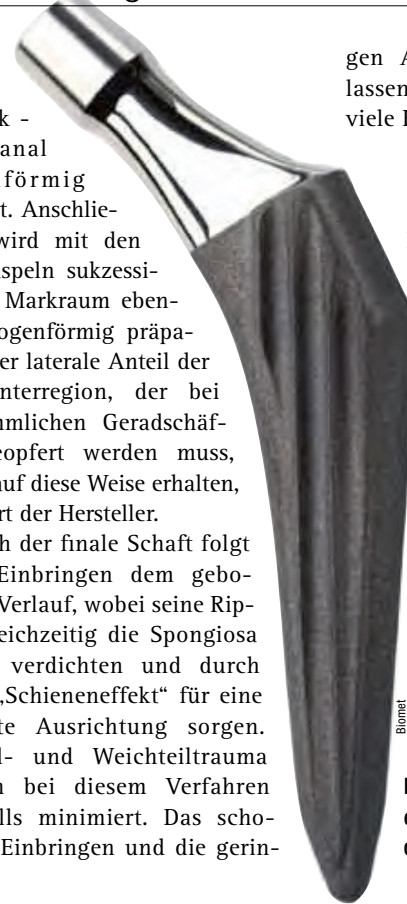 gen A
lassen
viele
k -
anal
förmig
t. Anschlie-
wird mit den
speln sukzessi-
Markraum eben-
ogenförmig präpa-
er laterale Anteil der
nterregion, der bei
mmlichen Geradschäf-
eopfert werden muss,
auf diese Weise erhalten,
rt der Hersteller.
h der finale Schaft folgt
Einbringen dem gebo-
Verlauf, wobei seine Rip-
eichzeitig die Spongiosa
verdichten und durch
„Schieneneffekt“ für eine
te Ausrichtung sorgen.
l- und Weichteiltrauma
n bei diesem Verfahren
lls minimiert. Das scho-
Einbringen und die gerin-
Biomet